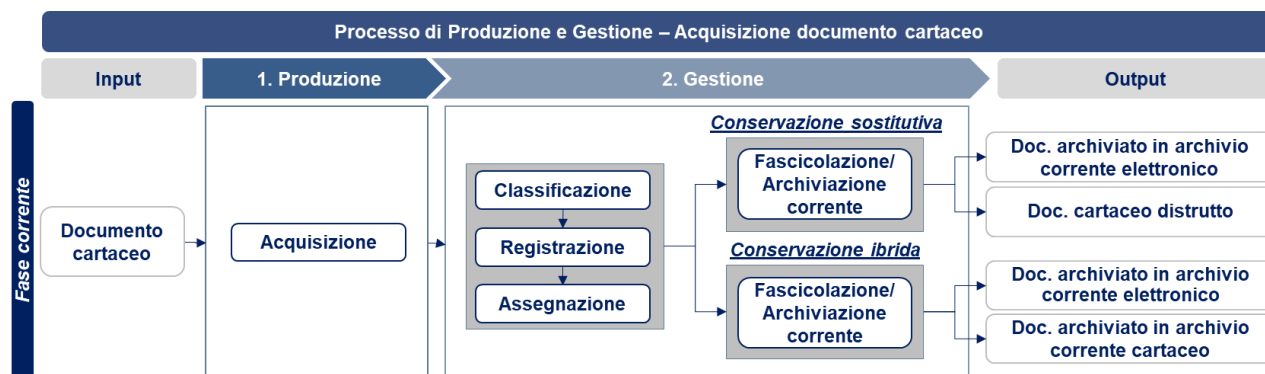 Processo di Produzione e Gestione – Acquisizione documento cartaceo
Input
1. Produzione
2. Gestione
Output
Fase corrente
Documento
cartaceo
Acquisizione
Classificazione
Registrazione
Assegnazione
Conservazione sostitutiva
Fascicolazione/
Archiviazione
corrente
Conservazione ibrida
Fascicolazione/
Archiviazione
corrente
Doc. archiviato in archivio
corrente elettronico
Doc. cartaceo distrutto
Doc. archiviato in archivio
corrente elettronico
Doc. archiviato in archivio
corrente cartaceo